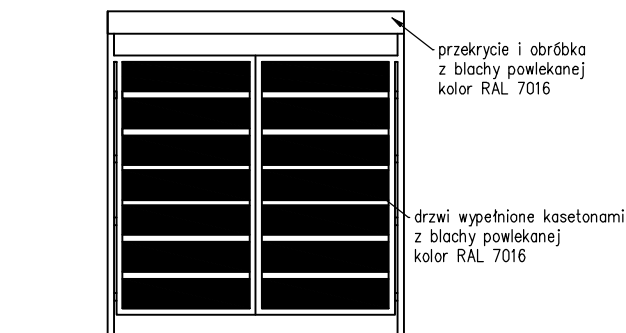 przekrycie i obróbka
z blachy powlekanej
kolor RAL 7016
drzwi wypełnione kasetonami
z blachy powlekanej
kolor RAL 7016